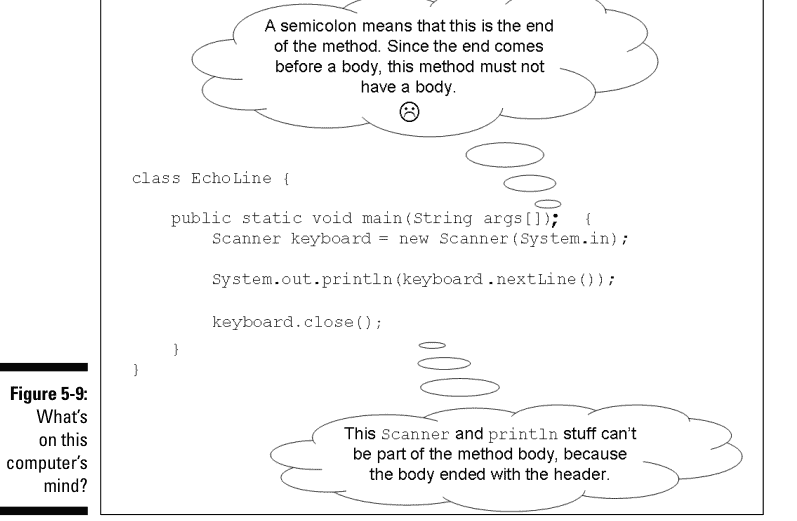 A semicolon means that this is the end
of the method. Since the end comes
before a body, this method must not
have a body.
class EchoLine {
public static void main(String args[]); {
Scanner keyboard = new Scanner(System.in);
System.out.println(keyboard.nextLine());
keyboard.close();
}
}
This Scanner and println stuff can't
be part of the method body, because
the body ended with the header.
Figure 5-9:
What's
on this
computer's
mind?